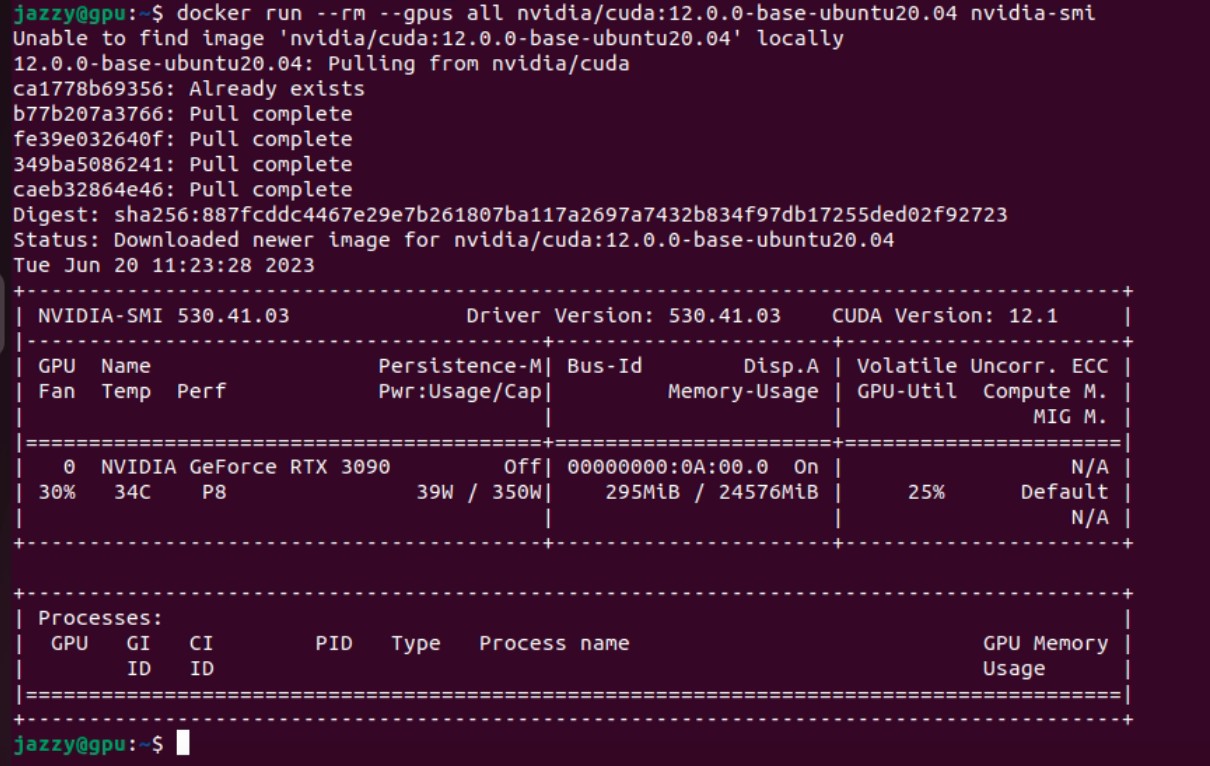 jazzy@gpu:~$ docker run --rm --gpus all nvidia/cuda:12.0.0-base-ubuntu20.04 nvidia-smi
Unable to find image 'nvidia/cuda:12.0.0-base-ubuntu20.04' locally
12.0.0-base-ubuntu20.04: Pulling from nvidia/cuda
ca1778b69356: Already exists
b77b207a3766: Pull complete
fe39e032640f: Pull complete
349ba5086241: Pull complete
caeb32864e46: Pull complete
Digest: sha256:887fcddc4467e29e7b261807ba117a2697a7432b834f97db17255ded02f92723
Status: Downloaded newer image for nvidia/cuda:12.0.0-base-ubuntu20.04
Tue Jun 20 11:23:28 2023
+---------------------------------------------------------------------------------------+
| NVIDIA-SMI 530.41.03              Driver Version: 530.41.03    CUDA Version: 12.1     |
|-----------------------------------------+----------------------+----------------------+
| GPU  Name                  Persistence-M| Bus-Id        Disp.A | Volatile Uncorr. ECC |
| Fan  Temp  Perf            Pwr:Usage/Cap|         Memory-Usage | GPU-Util  Compute M. |
|                                         |                      |               MIG M. |
|=========================================+======================+======================|
|   0  NVIDIA GeForce RTX 3090         Off| 00000000:0A:00.0  On |                  N/A |
| 30%   34C    P8               39W / 350W|    295MiB / 24576MiB |     25%      Default |
|                                         |                      |                  N/A |
+-----------------------------------------+----------------------+----------------------+
+---------------------------------------------------------------------------------------+
| Processes:                                                                            |
|  GPU   GI   CI        PID   Type   Process name                            GPU Memory |
|        ID   ID                                                             Usage      |
|=======================================================================================|
+---------------------------------------------------------------------------------------+
jazzy@gpu:~$